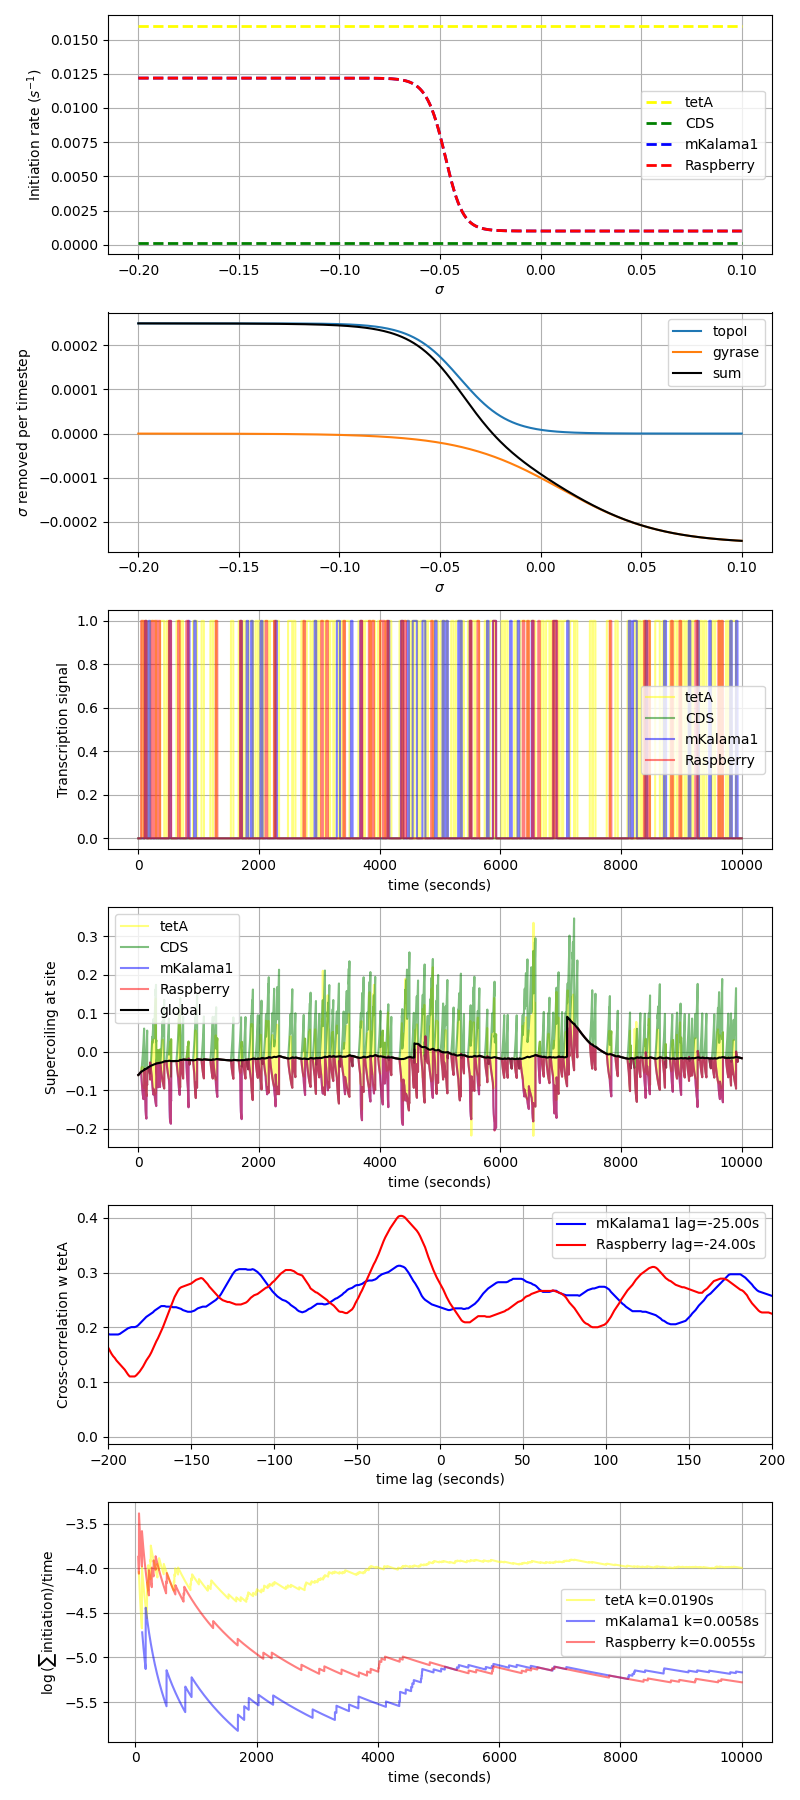 Initiation rate (s⁻¹)
0.0150
0.0125
0.0100
0.0075
0.0050
0.0025
0.0000
tetA
CDS
mKalama1
Raspberry
−0.20 −0.15 −0.10 −0.05 0.00 0.05 0.10
σ
σ removed per timestep
0.0002
0.0001
0.0000
−0.0001
−0.0002
topoI
gyrase
sum
−0.20 −0.15 −0.10 −0.05 0.00 0.05 0.10
σ
Transcription signal
1.0
0.8
0.6
0.4
0.2
0.0
tetA
CDS
mKalama1
Raspberry
0 2000 4000 6000 8000 10000
time (seconds)
Supercoiling at site
0.3
0.2
0.1
0.0
−0.1
−0.2
tetA
CDS
mKalama1
Raspberry
global
0 2000 4000 6000 8000 10000
time (seconds)
Cross-correlation w tetA
0.4
0.3
0.2
0.1
0.0
mKalama1 lag=-25.00s
Raspberry lag=-24.00s
−200 −150 −100 −50 0 50 100 150 200
time lag (seconds)
log(∑initiation)/time
−3.5
−4.0
−4.5
−5.0
−5.5
tetA k=0.0190s
mKalama1 k=0.0058s
Raspberry k=0.0055s
0 2000 4000 6000 8000 10000
time (seconds)